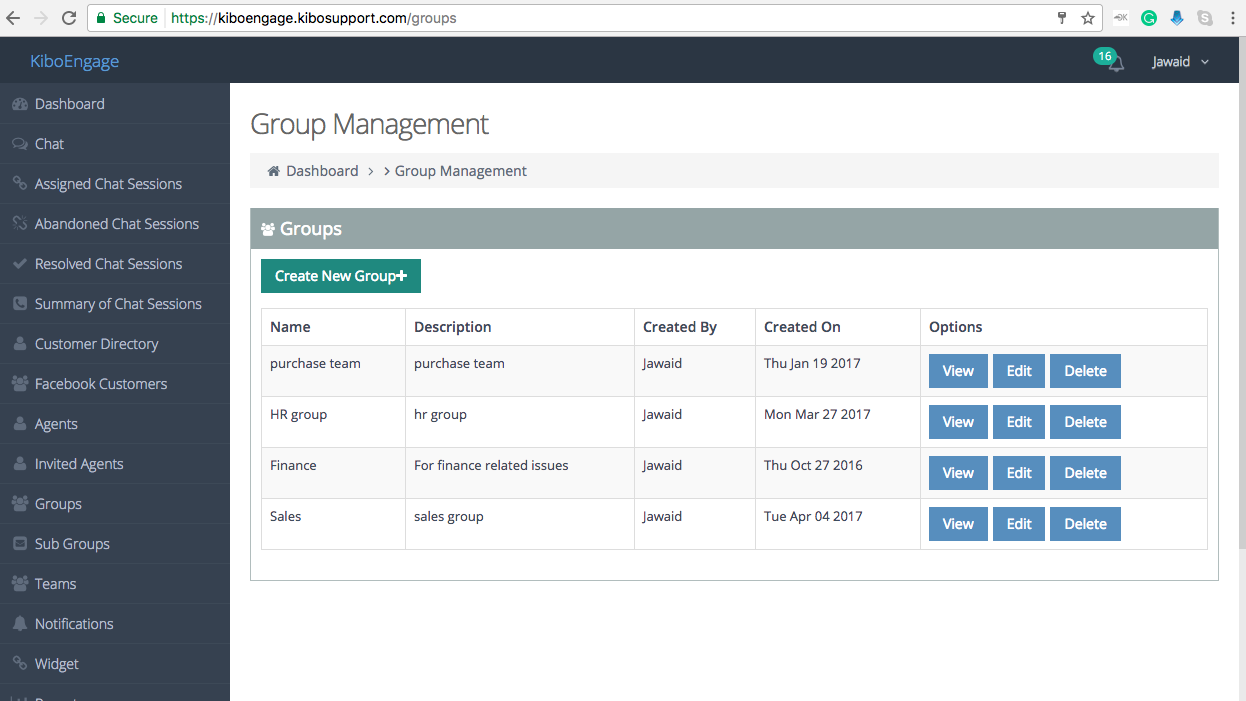 Secure https://kiboengage.kibosupport.com/groups
KiboEngage 16 Jawaid
Dashboard
Chat
Assigned Chat Sessions
Abandoned Chat Sessions
Resolved Chat Sessions
Summary of Chat Sessions
Customer Directory
Facebook Customers
Agents
Invited Agents
Groups
Sub Groups
Teams
Notifications
Widget
Group Management
Dashboard > > Group Management
Groups
Create New Group+
Name Description Created By Created On Options
purchase team purchase team Jawaid Thu Jan 19 2017 View Edit Delete
HR group hr group Jawaid Mon Mar 27 2017 View Edit Delete
Finance For finance related issues Jawaid Thu Oct 27 2016 View Edit Delete
Sales sales group Jawaid Tue Apr 04 2017 View Edit Delete